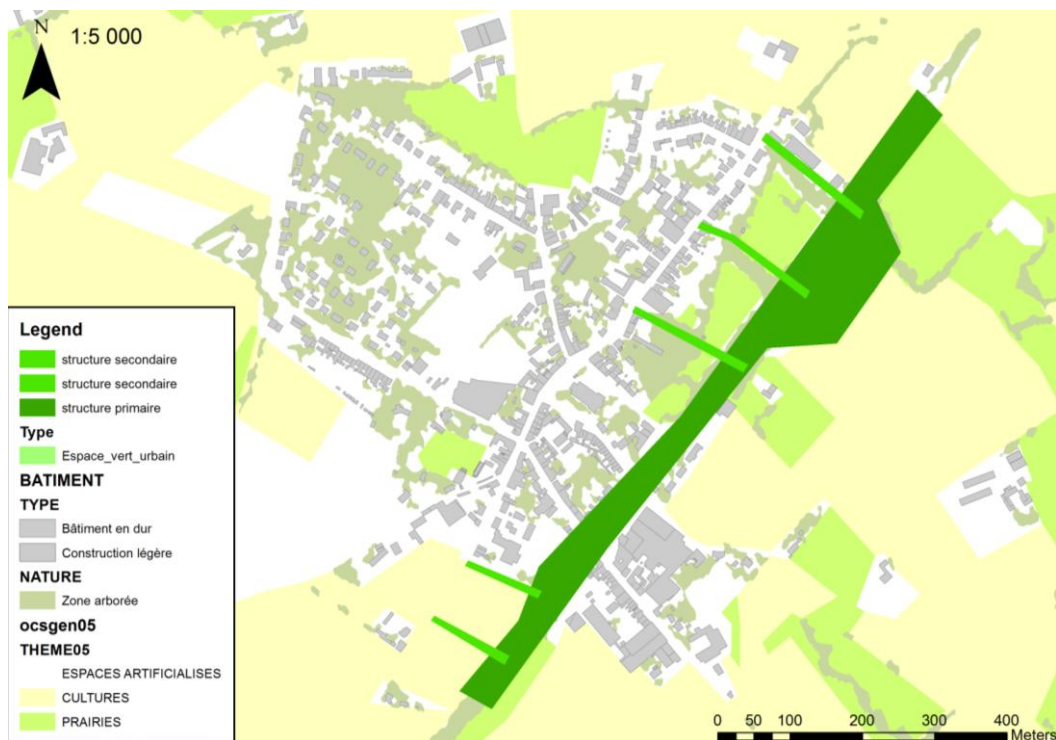 N
1:5 000
Legend
structure secondaire
structure secondaire
structure primaire
Type
Espace_vert_urbain
BATIMENT
TYPE
Bâtiment en dur
Construction légère
NATURE
Zone arborée
ocsgen05
THEME05
ESPACES ARTIFICIALISES
CULTURES
PRAIRIES
0 50 100 200 300 400
Meters